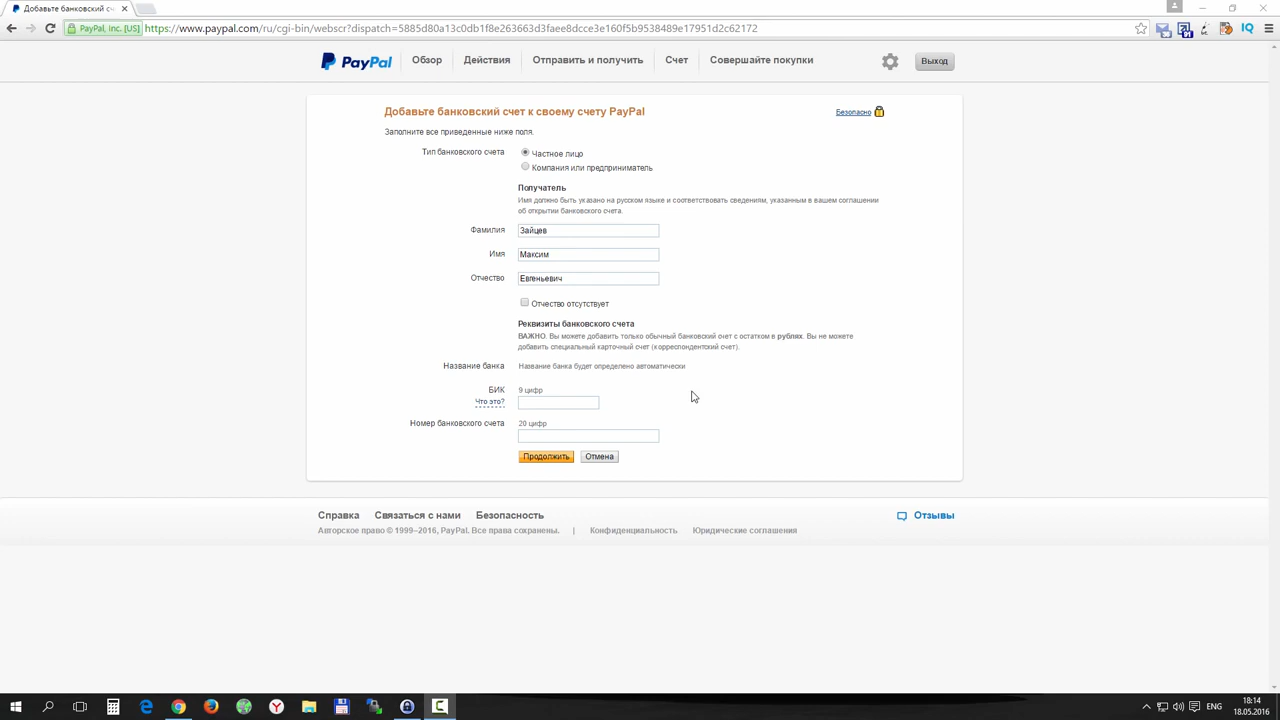 Добавьте банковский сч
PayPal, Inc. [US]
https://www.paypal.com/ru/cgi-bin/webscr?dispatch=5885d80a13c0db1f8e263663d3faee8dcce3e160f5b9538489e17951d2c62172
PayPal
Обзор
Действия
Отправить и получить
Счет
Совершайте покупки
Выход
Добавьте банковский счет к своему счету PayPal
Безопасно
Заполните все приведенные ниже поля.
Тип банковского счета
Частное лицо
Компания или предприниматель
Получатель
Имя должно быть указано на русском языке и соответствовать сведениям, указанным в вашем соглашении
об открытии банковского счета.
Фамилия
Зайцев
Имя
Максим
Отчество
Евгеньевич
Отчество отсутствует
Реквизиты банковского счета
ВАЖНО. Вы можете добавить только обычный банковский счет с остатком в рублях. Вы не можете
добавить специальный карточный счет (корреспондентский счет).
Название банка
Название банка будет определено автоматически
БИК
9 цифр
Что это?
Номер банковского счета
20 цифр
Продолжить
Отмена
Справка
Связаться с нами
Безопасность
Отзывы
Авторское право © 1999–2016, PayPal. Все права сохранены.
|
Конфиденциальность
Юридические соглашения
ENG
18:14
18.05.2016